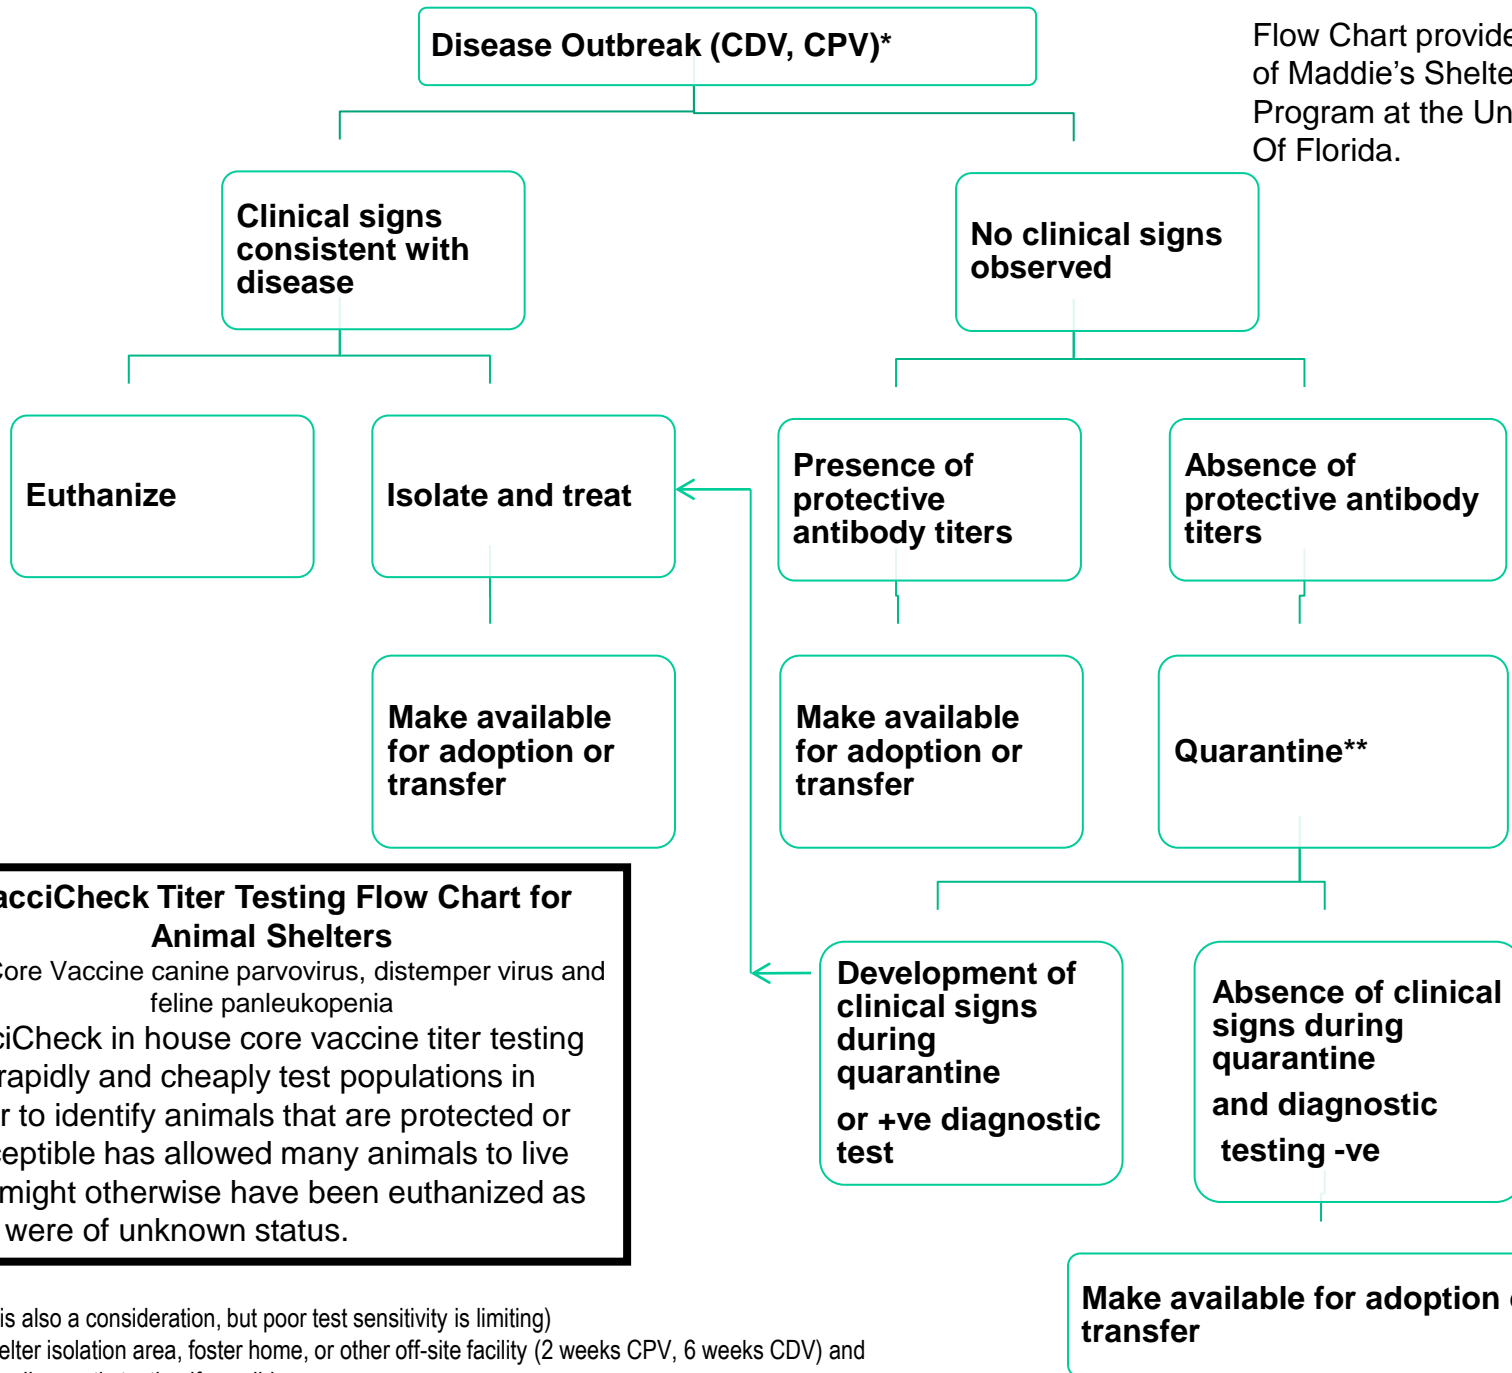 Disease Outbreak (CDV, CPV)*
Flow Chart provide
of Maddie's Shelte
Program at the Un
Of Florida.
Clinical signs
consistent with
disease
No clinical signs
observed
Euthanize
Isolate and treat
Presence of
protective
antibody titers
Absence of
protective antibody
titers
Make available
for adoption or
transfer
Make available
for adoption or
transfer
Quarantine**
acciCheck Titer Testing Flow Chart for
Animal Shelters
Core Vaccine canine parvovirus, distemper virus and
feline panleukopenia
ciCheck in house core vaccine titer testing
rapidly and cheaply test populations in
r to identify animals that are protected or
ceptible has allowed many animals to live
might otherwise have been euthanized as
were of unknown status.
Development of
clinical signs
during
quarantine
or +ve diagnostic
test
Absence of clinical
signs during
quarantine
and diagnostic
testing -ve
Make available for adoption
transfer
is also a consideration, but poor test sensitivity is limiting)
elter isolation area, foster home, or other off-site facility (2 weeks CPV, 6 weeks CDV) and